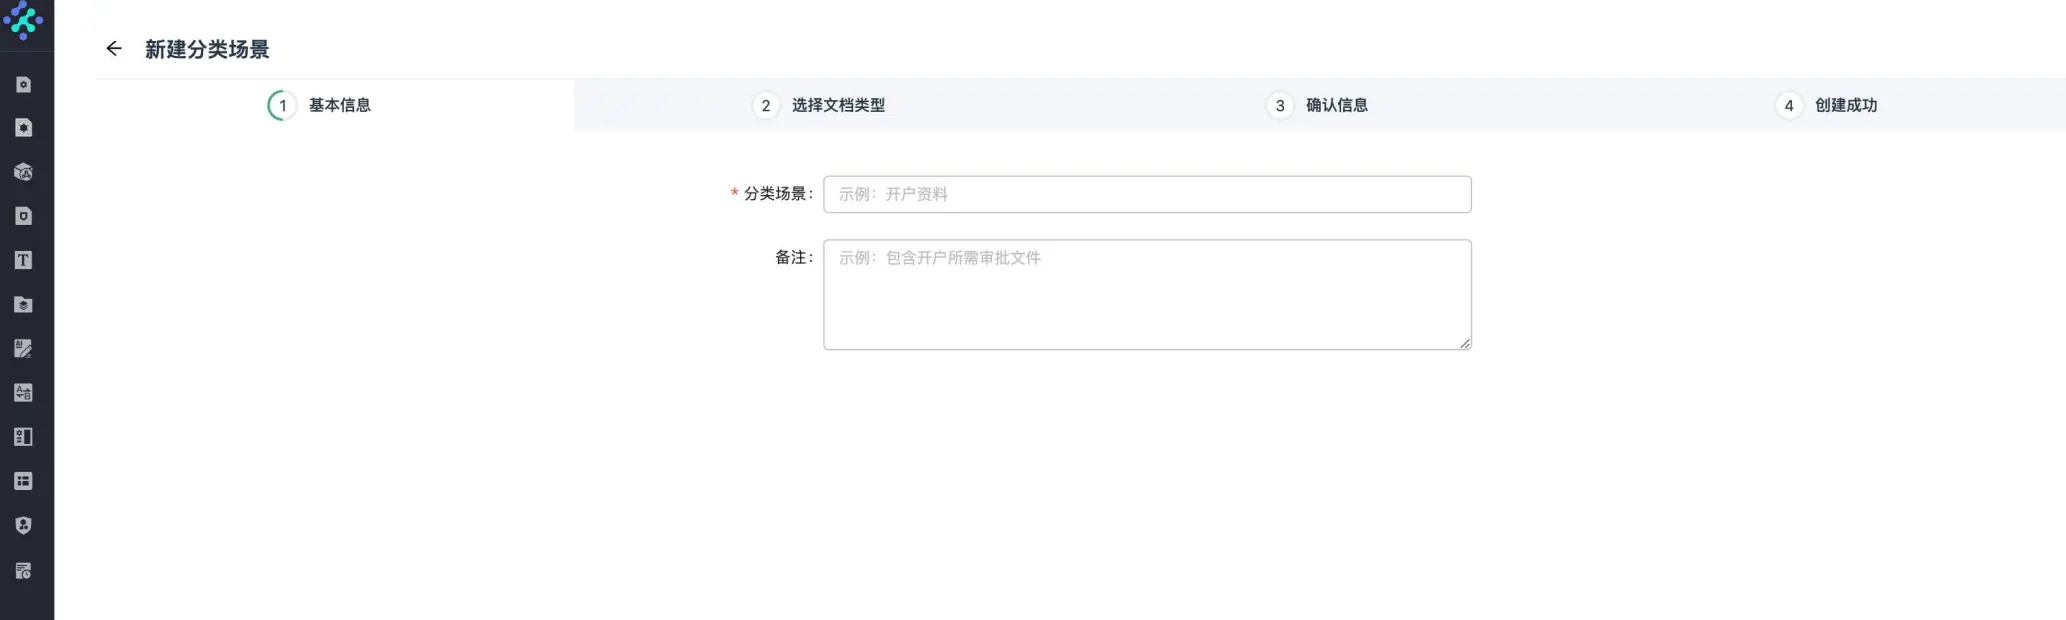 新建分类场景
1 基本信息 2 选择文档类型 3 确认信息 4 创建成功
* 分类场景: 示例: 开户资料
备注: 示例: 包含开户所需审批文件
T
AI
A B